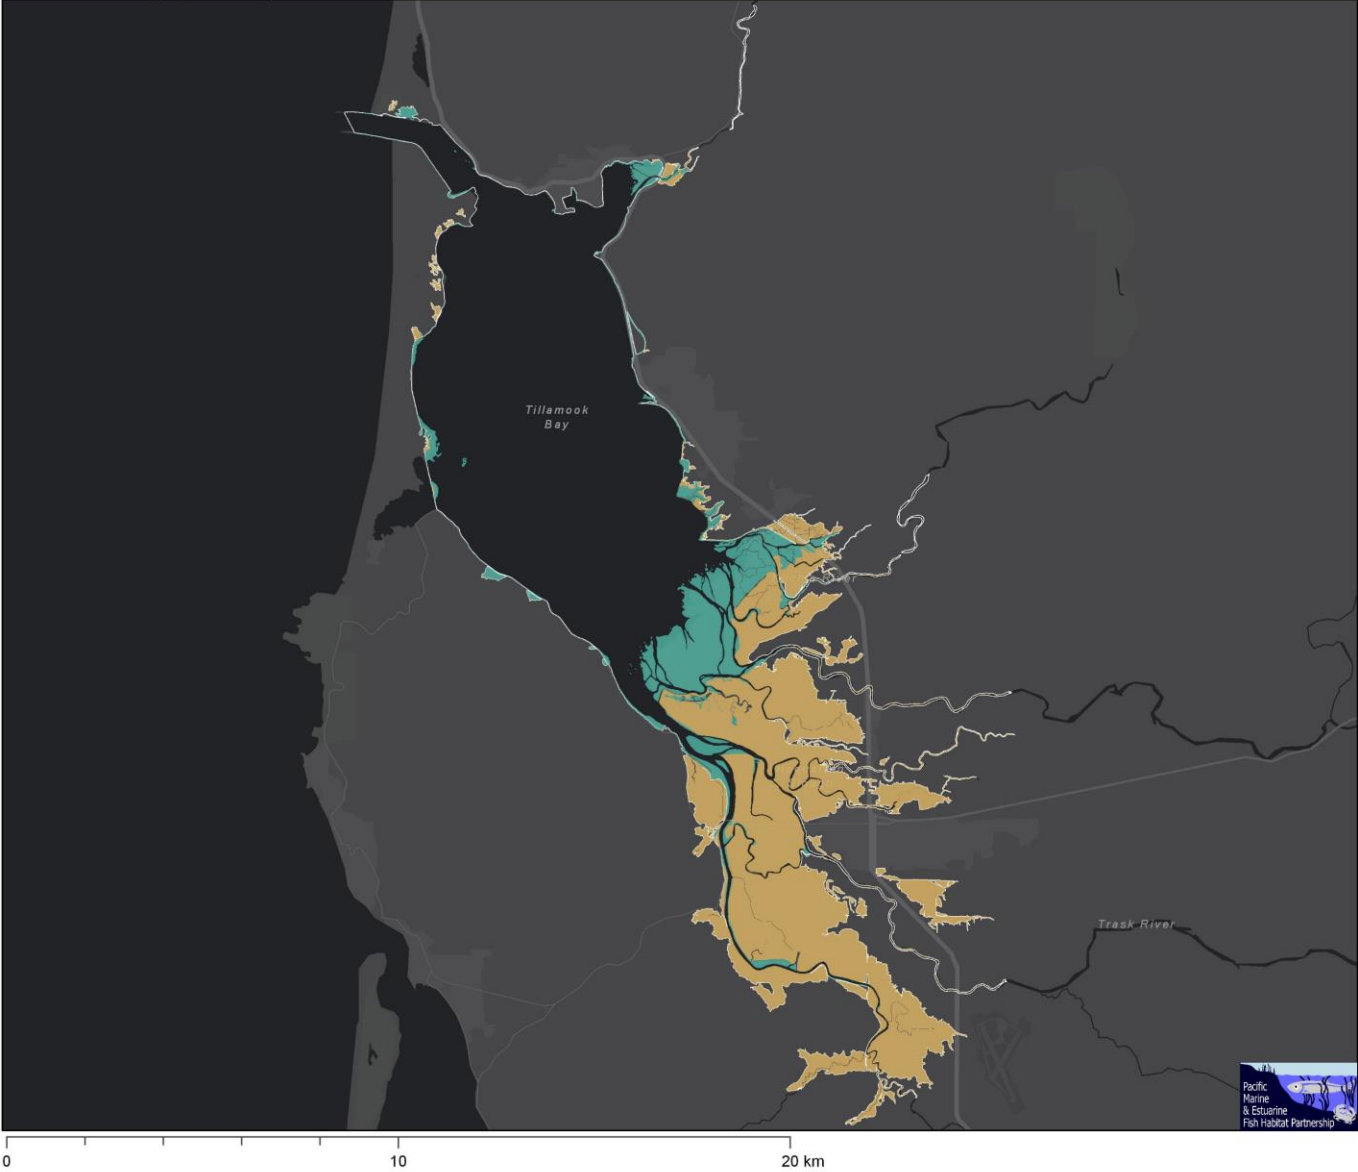 Tillamook
Bay
Trask River
Pacific
Marine
& Estuarine
Fish Habitat Partnership
0
10
20 km